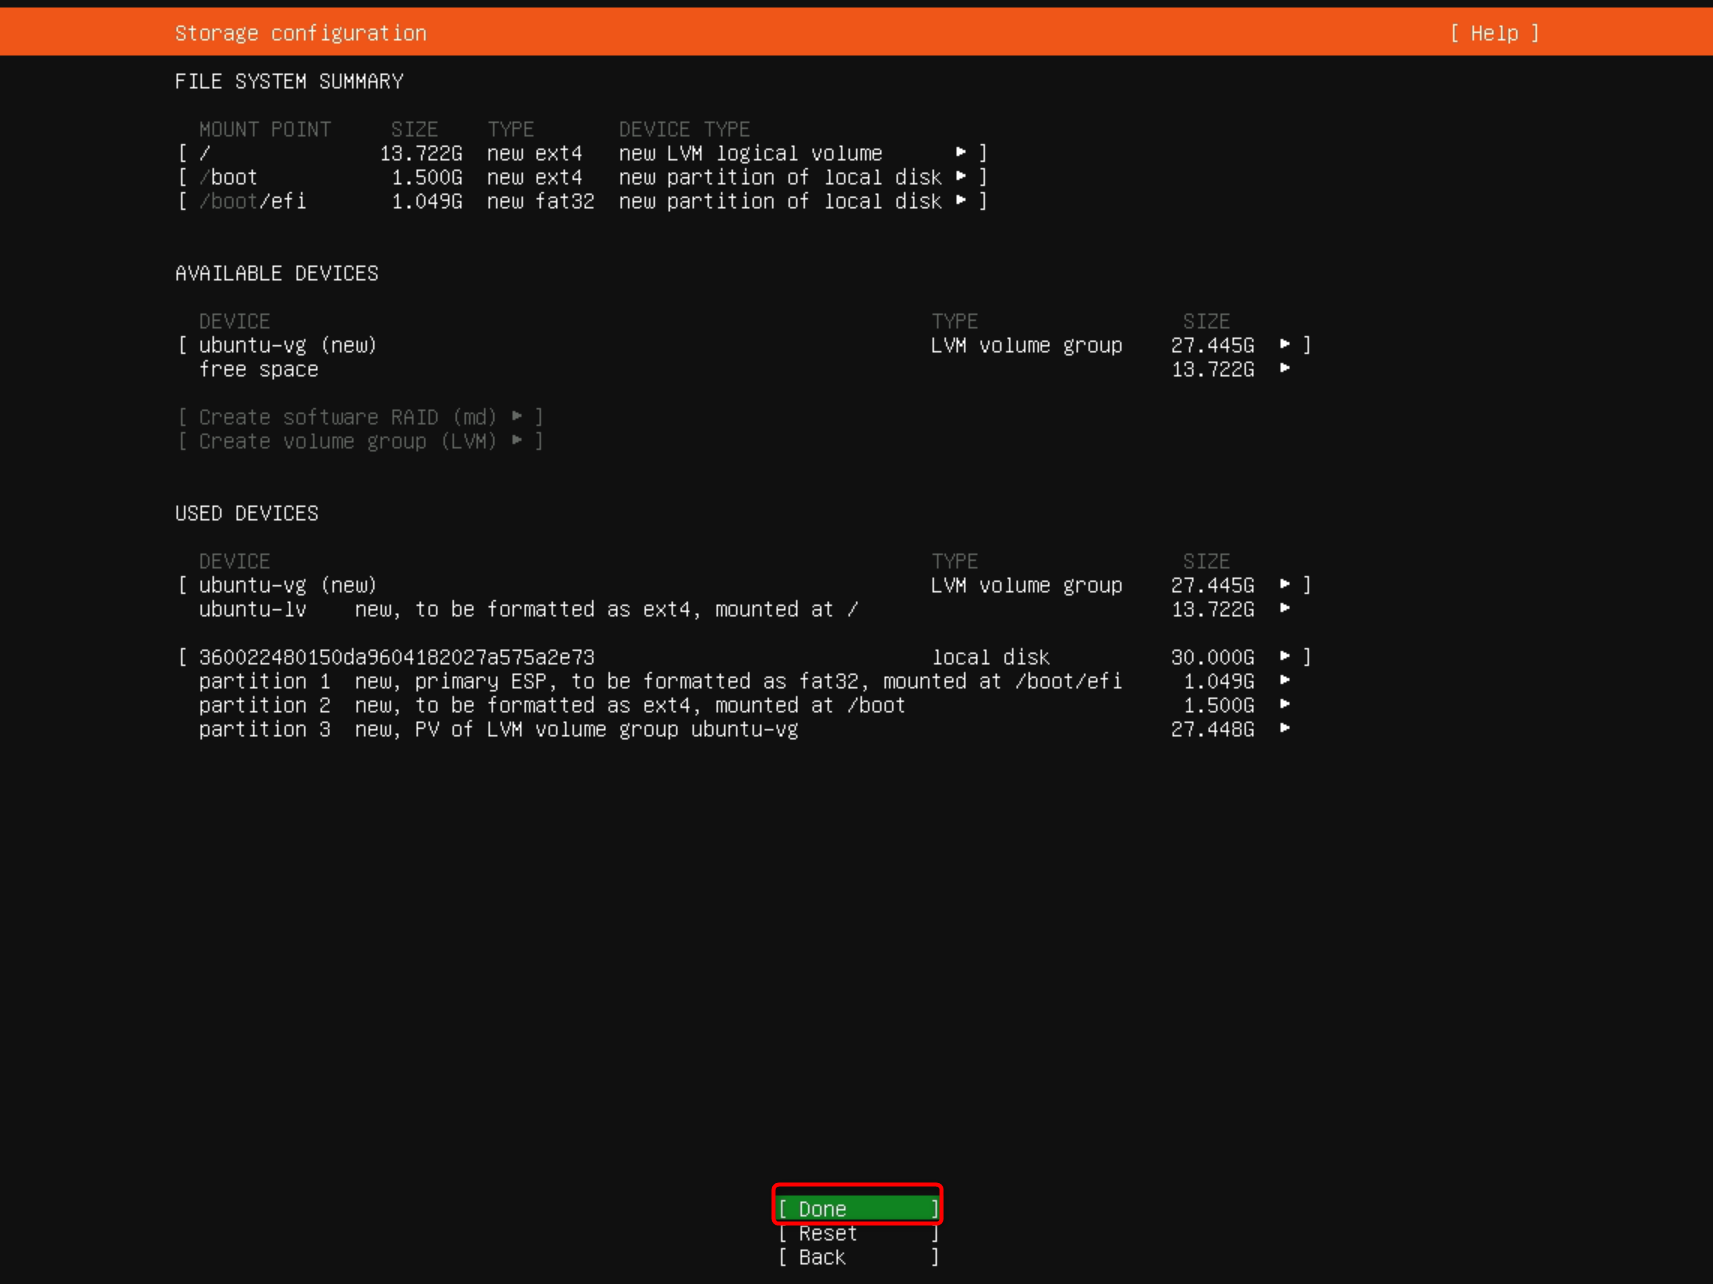 Storage configuration [ Help ]
FILE SYSTEM SUMMARY
MOUNT POINT SIZE TYPE DEVICE TYPE
[ / 13.722G new ext4 new LVM logical volume ▸ ]
[ /boot 1.500G new ext4 new partition of local disk ▸ ]
[ /boot/efi 1.049G new fat32 new partition of local disk ▸ ]
AVAILABLE DEVICES
DEVICE TYPE SIZE
[ ubuntu-vg (new) LVM volume group 27.445G ▸ ]
free space 13.722G ▸
[ Create software RAID (md) ▸ ]
[ Create volume group (LVM) ▸ ]
USED DEVICES
DEVICE TYPE SIZE
[ ubuntu-vg (new) LVM volume group 27.445G ▸ ]
ubuntu-lv new, to be formatted as ext4, mounted at / 13.722G ▸
[ 360022480150da9604182027a575a2e73 local disk 30.000G ▸ ]
partition 1 new, primary ESP, to be formatted as fat32, mounted at /boot/efi 1.049G ▸
partition 2 new, to be formatted as ext4, mounted at /boot 1.500G ▸
partition 3 new, PV of LVM volume group ubuntu-vg 27.448G ▸
[ Done ]
[ Reset ]
[ Back ]